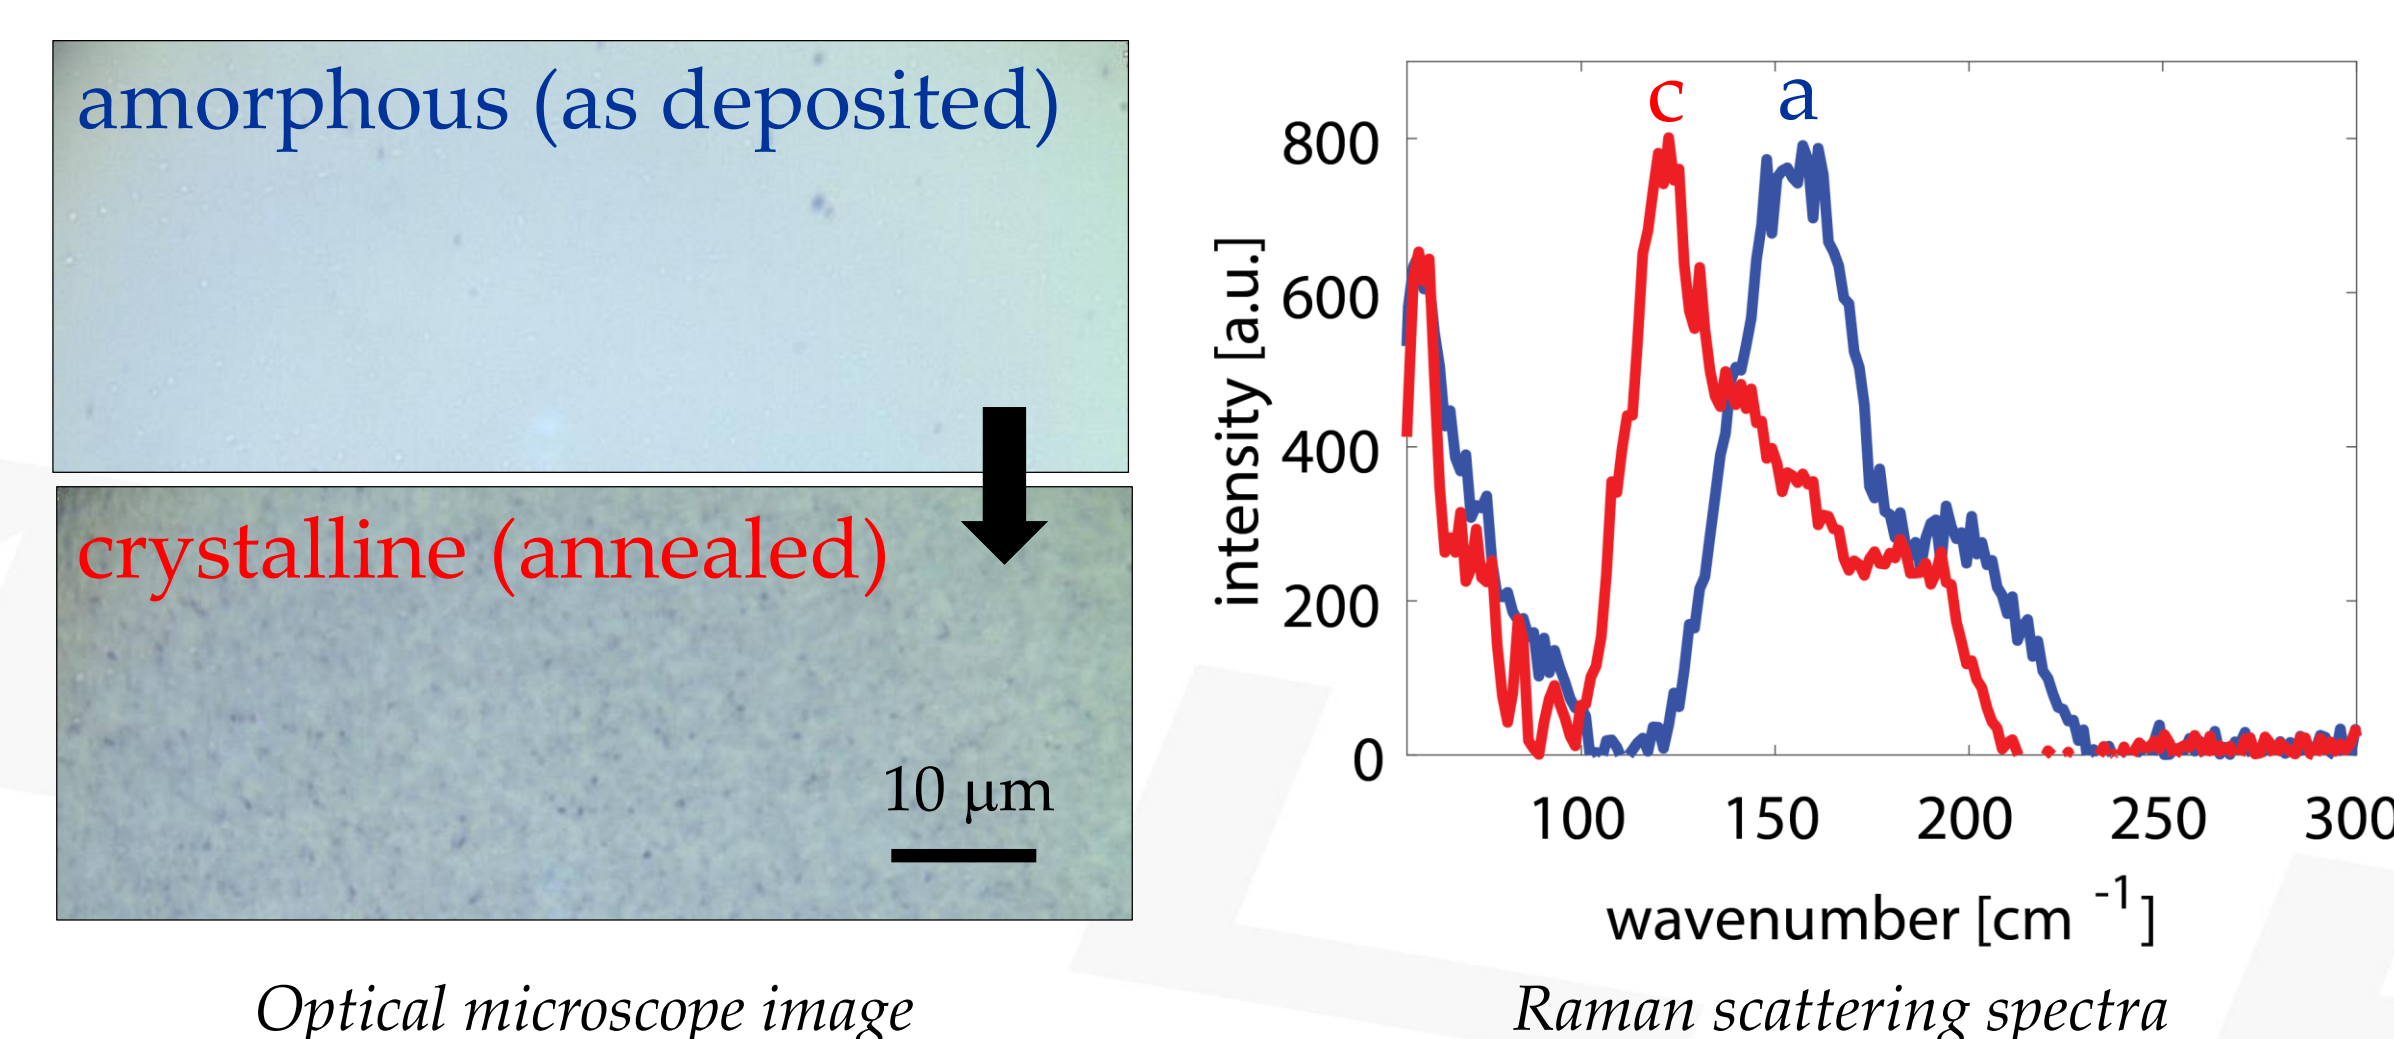 amorphous (as deposited)
crystalline (annealed)
10 µm
Optical microscope image
c a
800
600
400
200
0
intensity [a.u.]
100 150 200 250 300
wavenumber [cm -1]
Raman scattering spectra